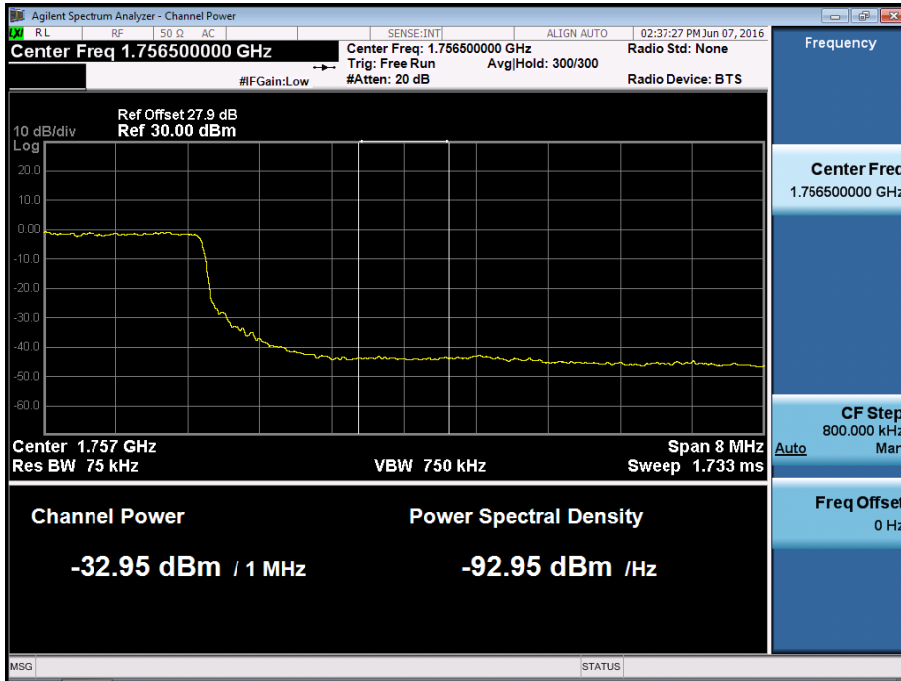 Agilent Spectrum Analyzer - Channel Power
LXI RL RF 50 Ω AC SENSE:INT ALIGN AUTO 02:37:27 PM Jun 07, 2016
Center Freq 1.756500000 GHz
#IFGain:Low
Center Freq: 1.756500000 GHz
Trig: Free Run Avg|Hold: 300/300
#Atten: 20 dB
Radio Std: None
Radio Device: BTS
Ref Offset 27.9 dB
10 dB/div Ref 30.00 dBm
Log
20.0
10.0
0.00
-10.0
-20.0
-30.0
-40.0
-50.0
-60.0
Center 1.757 GHz Span 8 MHz
Res BW 75 kHz VBW 750 kHz Sweep 1.733 ms
Channel Power Power Spectral Density
-32.95 dBm / 1 MHz -92.95 dBm /Hz
MSG STATUS
Frequency
Center Freq
1.756500000 GHz
CF Step
800.000 kHz
Auto Man
Freq Offset
0 Hz